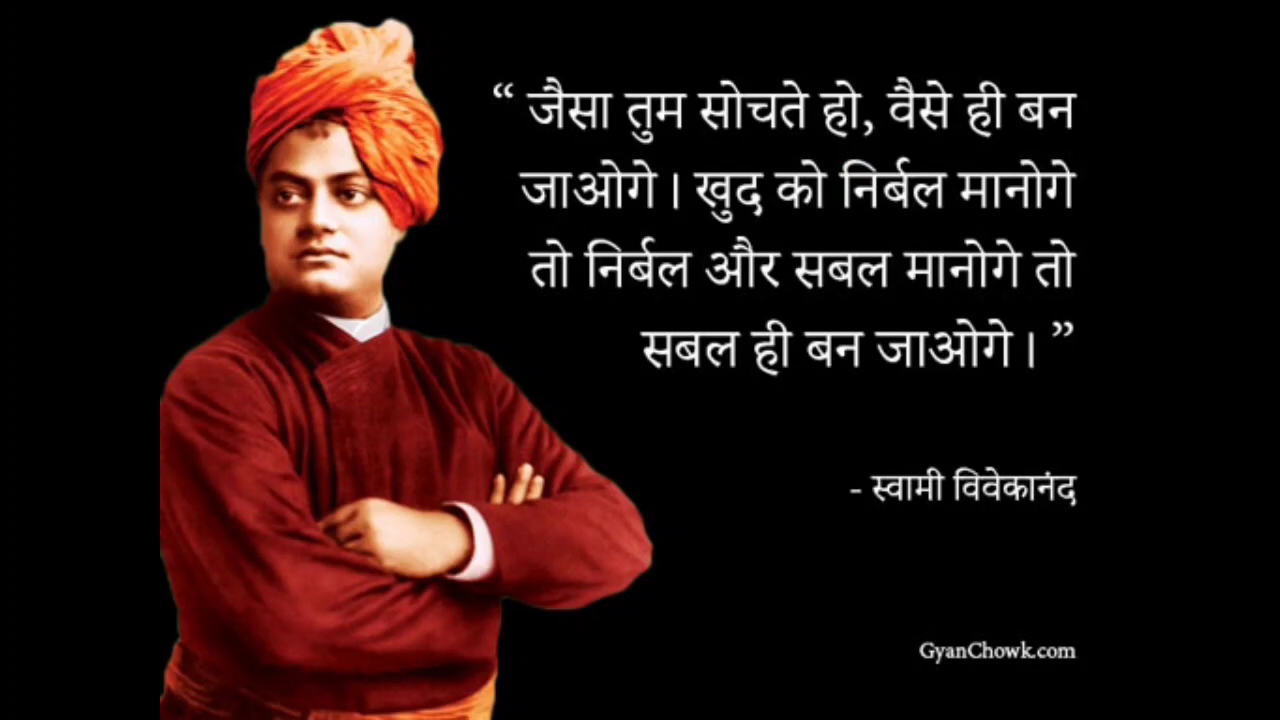 “ जैसा तुम सोचते हो, वैसे ही बन
जाओगे। खुद को निर्बल मानोगे
तो निर्बल और सबल मानोगे तो
सबल ही बन जाओगे। ”
- स्वामी विवेकानंद
GyanChowk.com